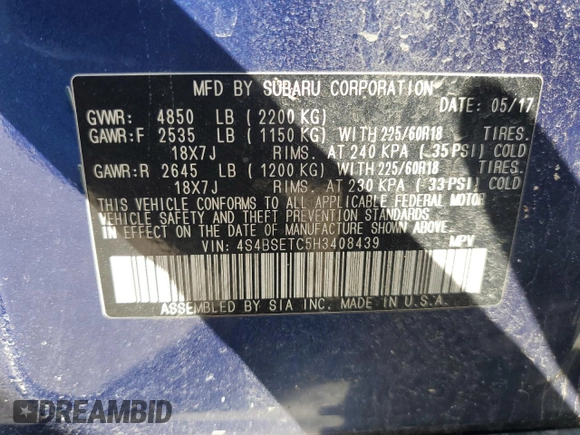 MFD BY SUBARU CORPORATION
DATE: 05/17
GVWR: 4850 LB (2200 KG)
GAWR:F 2535 LB (1150 KG) WITH 225/60R18 TIRES.
18X7J RIMS. AT 240 KPA (35 PSI) COLD
GAWR:R 2645 LB (1200 KG) WITH 225/60R18 TIRES.
18X7J RIMS. AT 230 KPA (33 PSI) COLD
THIS VEHICLE CONFORMS TO ALL APPLICABLE FEDERAL MOTOR
VEHICLE SAFETY AND THEFT PREVENTION STANDARDS
IN EFFECT ON THE DATE OF MANUFACTURE SHOWN ABOVE.
VIN: 4S4BSETC5H3408439 MPV
ASSEMBLED BY SIA INC. MADE IN U.S.A.
DREAMBID